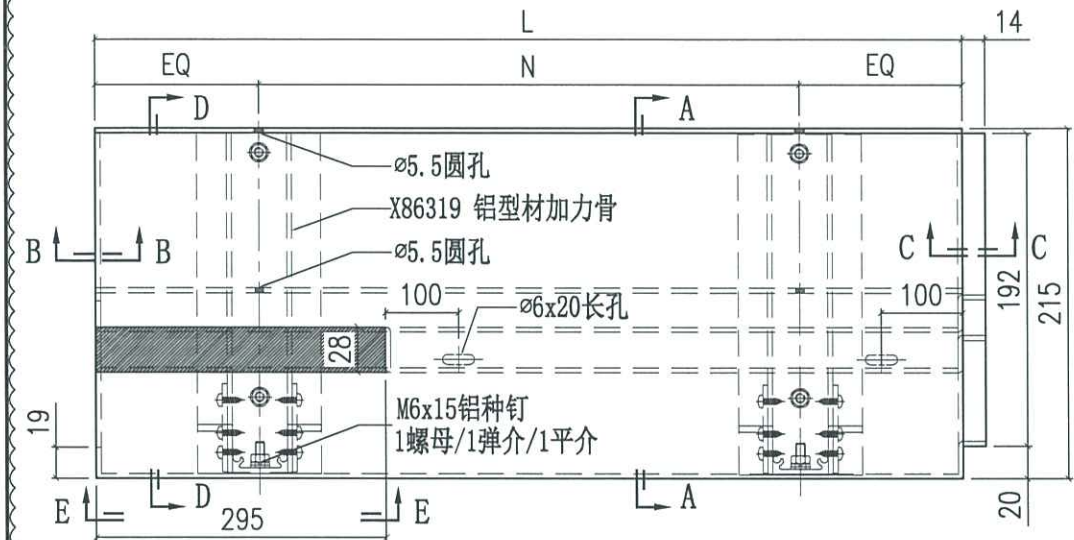 L
14
EQ
N
EQ
D
A
ø5.5圆孔
X86319 铝型材加力骨
B
B
ø5.5圆孔
C
C
192
215
100
ø6x20长孔
100
28
M6x15铝种钉
1螺母/1弹介/1平介
19
D
A
E
E
295
20